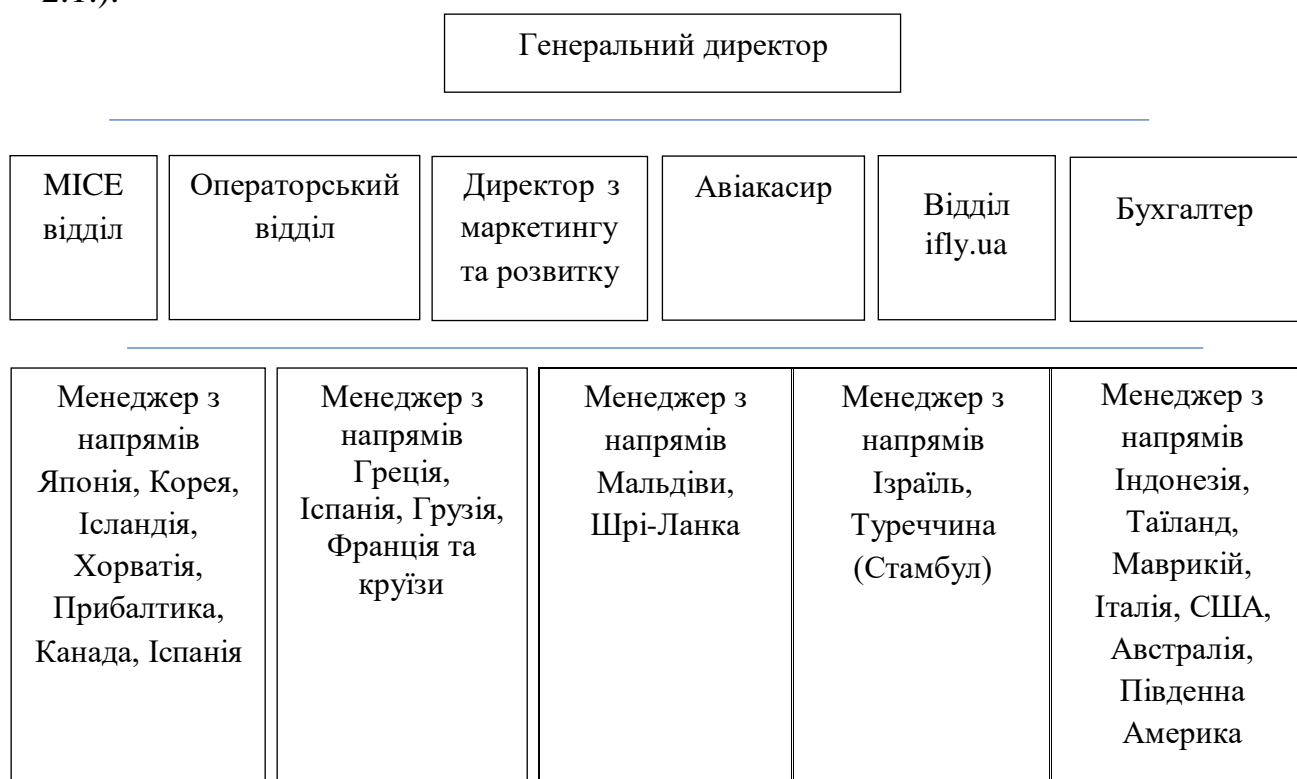 2.1.).
Генеральний директор
МІСЕ
відділ
Операторський
відділ
Директор з
маркетингу
та розвитку
Авіакасир
Відділ
ifly.ua
Бухгалтер
Менеджер з
напрямів
Японія, Корея,
Ісландія,
Хорватія,
Прибалтика,
Канада, Іспанія
Менеджер з
напрямів
Греція,
Іспанія, Грузія,
Франція та
круїзи
Менеджер з
напрямів
Мальдіви,
Шрі-Ланка
Менеджер з
напрямів
Ізраїль,
Туреччина
(Стамбул)
Менеджер з
напрямів
Індонезія,
Таїланд,
Маврикій,
Італія, США,
Австралія,
Південна
Америка